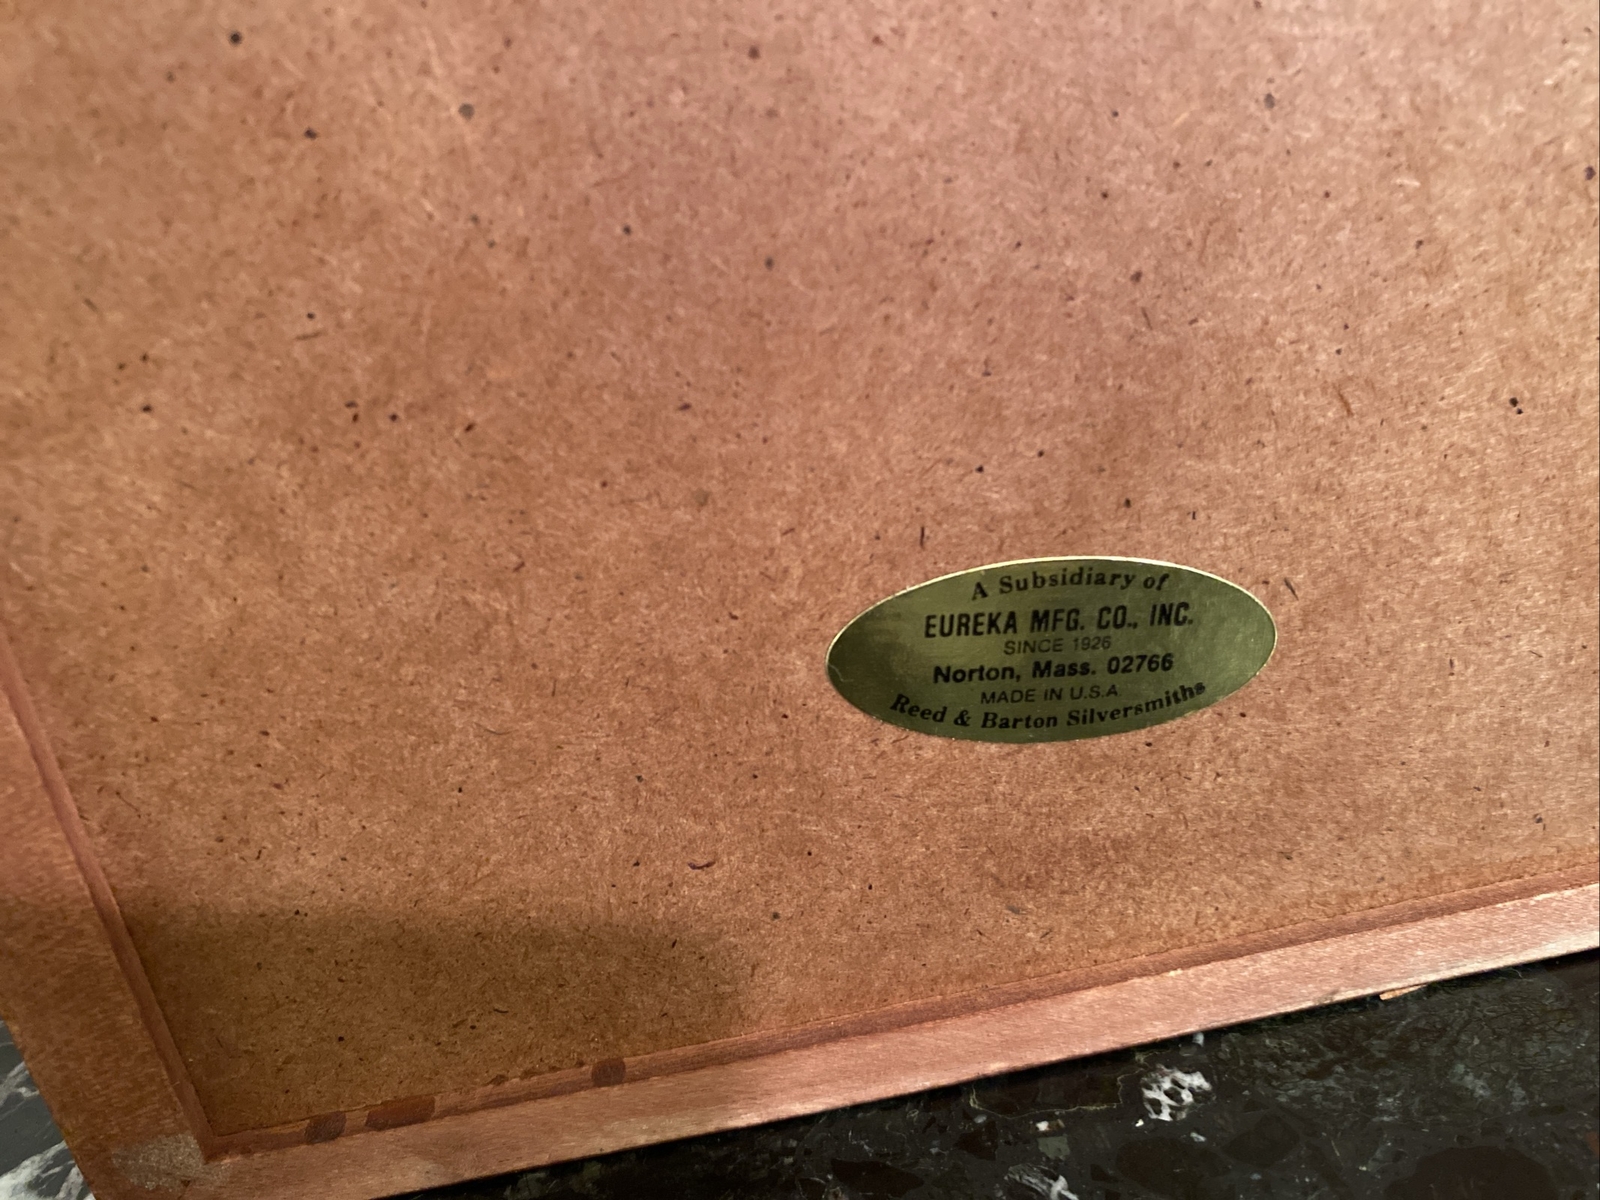 A Subsidiary of
EUREKA MFG. CO., INC.
SINCE 1926
Norton, Mass. 02766
MADE IN U.S.A.
Reed & Barton Silversmiths